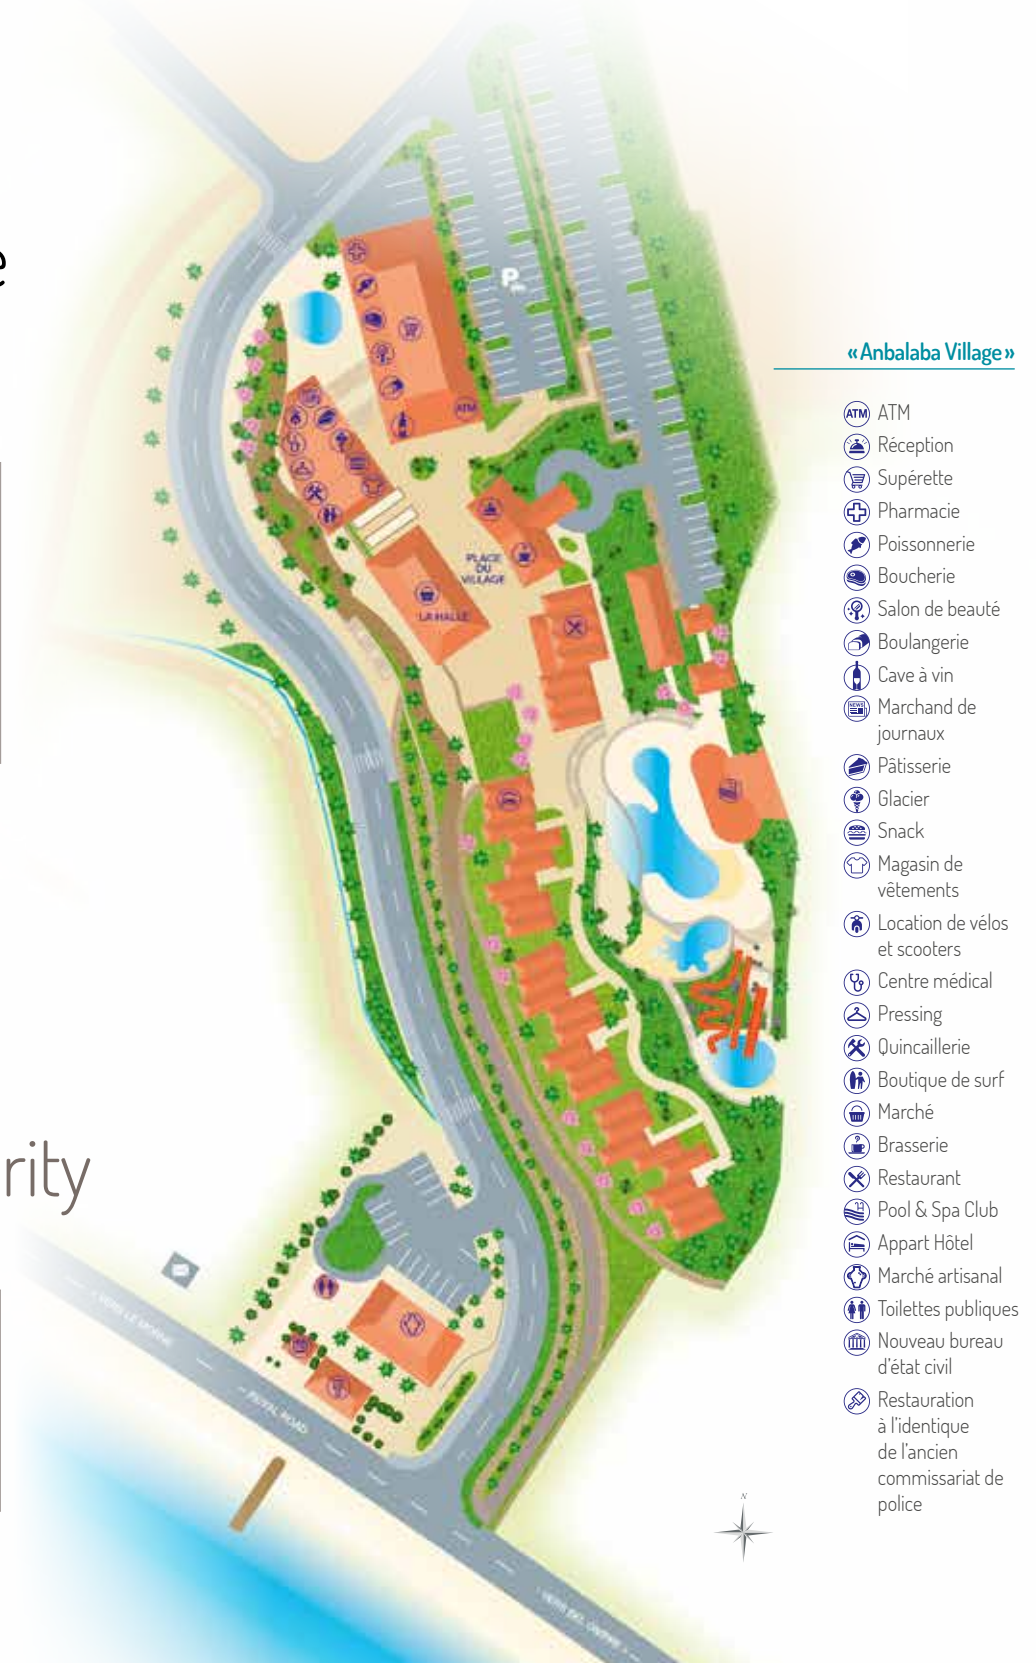 e
rity
P
ATM
PLACE
DU
VILLAGE
LA HALLE
ROYAL ROAD
N
«Anbalaba Village»
ATM ATM
Réception
Supérette
Pharmacie
Poissonnerie
Boucherie
Salon de beauté
Boulangerie
Cave à vin
NEWS Marchand de
journaux
Pâtisserie
Glacier
Snack
Magasin de
vêtements
Location de vélos
et scooters
Centre médical
Pressing
Quincaillerie
Boutique de surf
Marché
Brasserie
Restaurant
Pool & Spa Club
Appart Hôtel
Marché artisanal
Toilettes publiques
Nouveau bureau
d'état civil
Restauration
à l'identique
de l'ancien
commissariat de
police